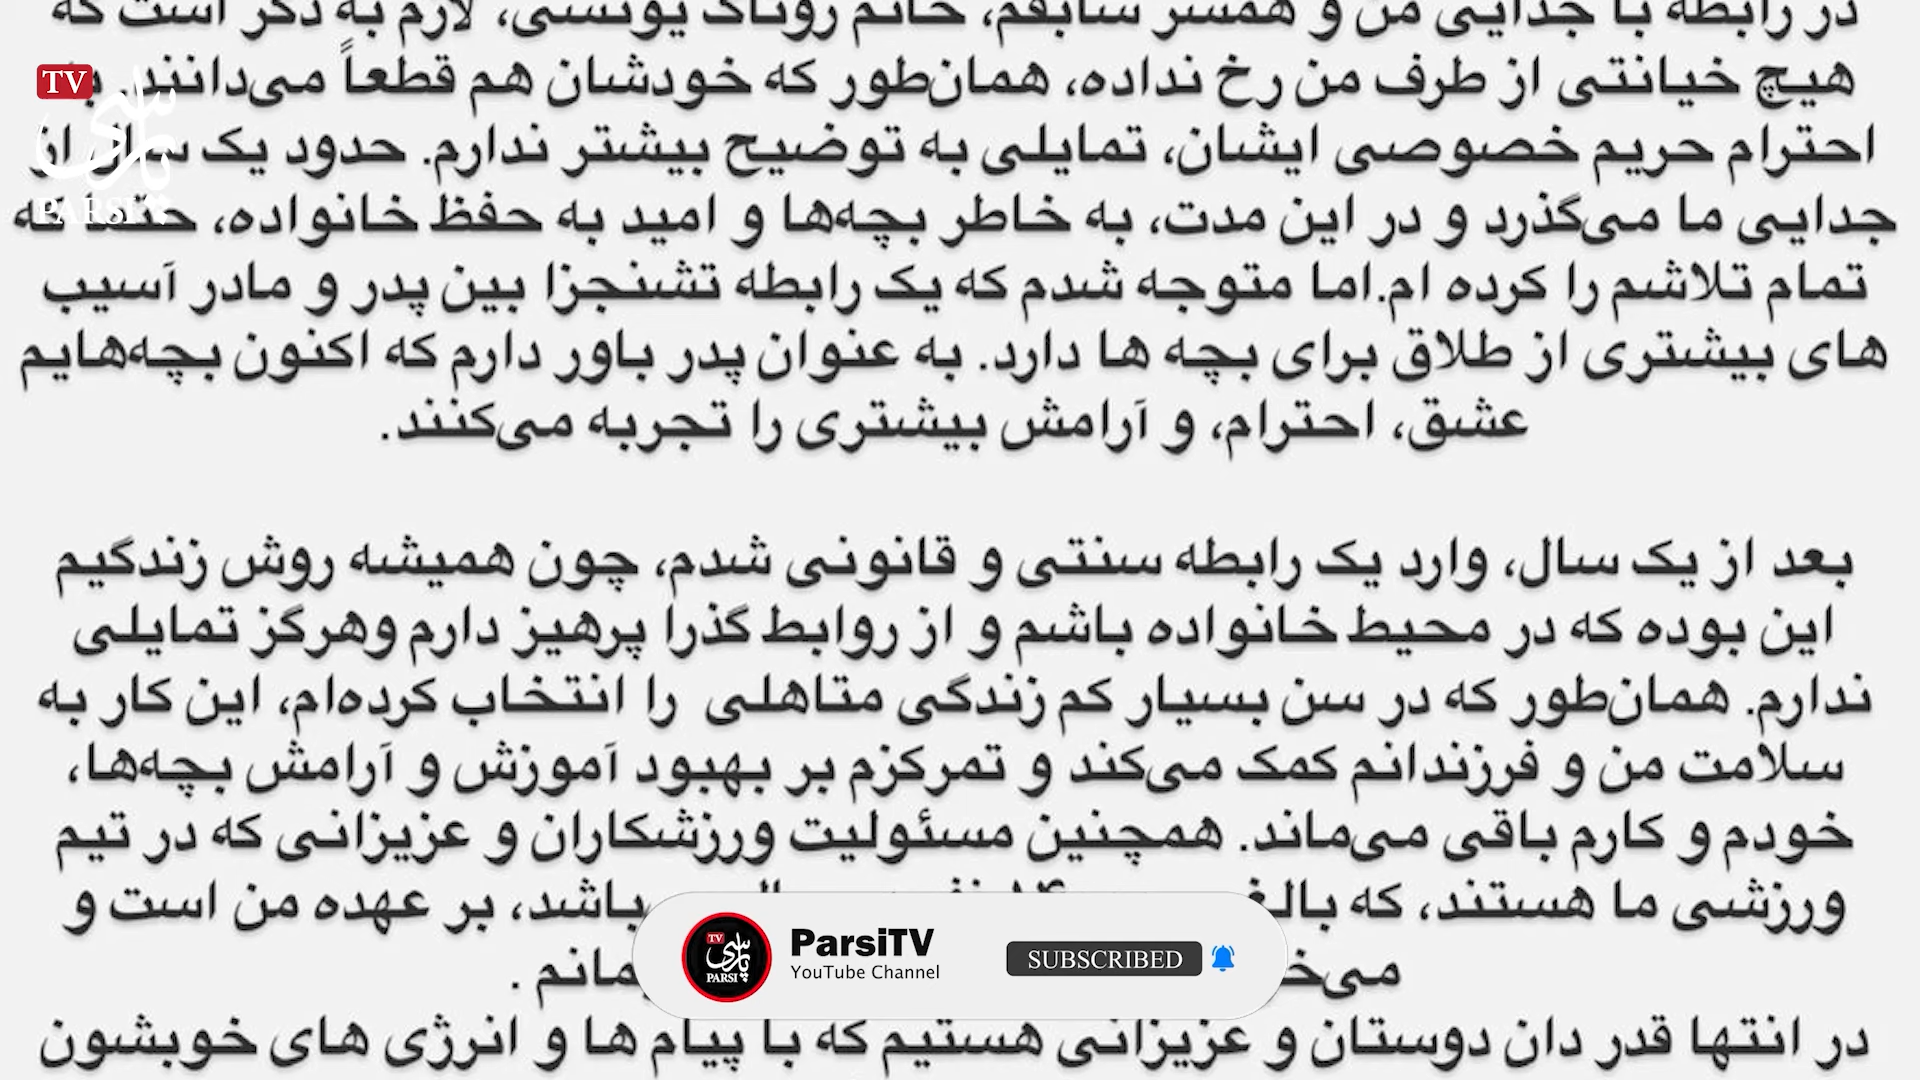 در رابطه با جدایی من و همسر سابقم، خانم روناک یونسی، لازم به ذکر است که
هیچ خیانتی از طرف من رخ نداده، همان‌طور که خودشان هم قطعاً می‌دانند. به
احترام حریم خصوصی ایشان، تمایلی به توضیح بیشتر ندارم. حدود یک سال از
جدایی ما می‌گذرد و در این مدت، به خاطر بچه‌ها و امید به حفظ خانواده،
تمام تلاشم را کرده ام.اما متوجه شدم که یک رابطه تشنجزا بین پدر و مادر آسیب
های بیشتری از طلاق برای بچه ها دارد. به عنوان پدر باور دارم که اکنون بچه‌هایم
عشق، احترام، و آرامش بیشتری را تجربه می‌کنند.
بعد از یک سال، وارد یک رابطه سنتی و قانونی شدم، چون همیشه روش زندگیم
این بوده که در محیط خانواده باشم و از روابط گذرا پرهیز دارم وهرگز تمایلی
ندارم. همان‌طور که در سن بسیار کم زندگی متاهلی را انتخاب کرده‌ام، این کار به
سلامت من و فرزندانم کمک می‌کند و تمرکزم بر بهبود آموزش و آرامش بچه‌ها،
خودم و کارم باقی می‌ماند. همچنین مسئولیت ورزشکاران و عزیزانی که در تیم
ورزشی ما هستند، که باشد، بر عهده من است و
در انتها قدر دان دوستان و عزیزانی هستیم که با پیام ها و انرژی های خوبشون
TV
پارسی
PARSI
ParsiTV
YouTube Channel
SUBSCRIBED
TV
پارسی
PARSI